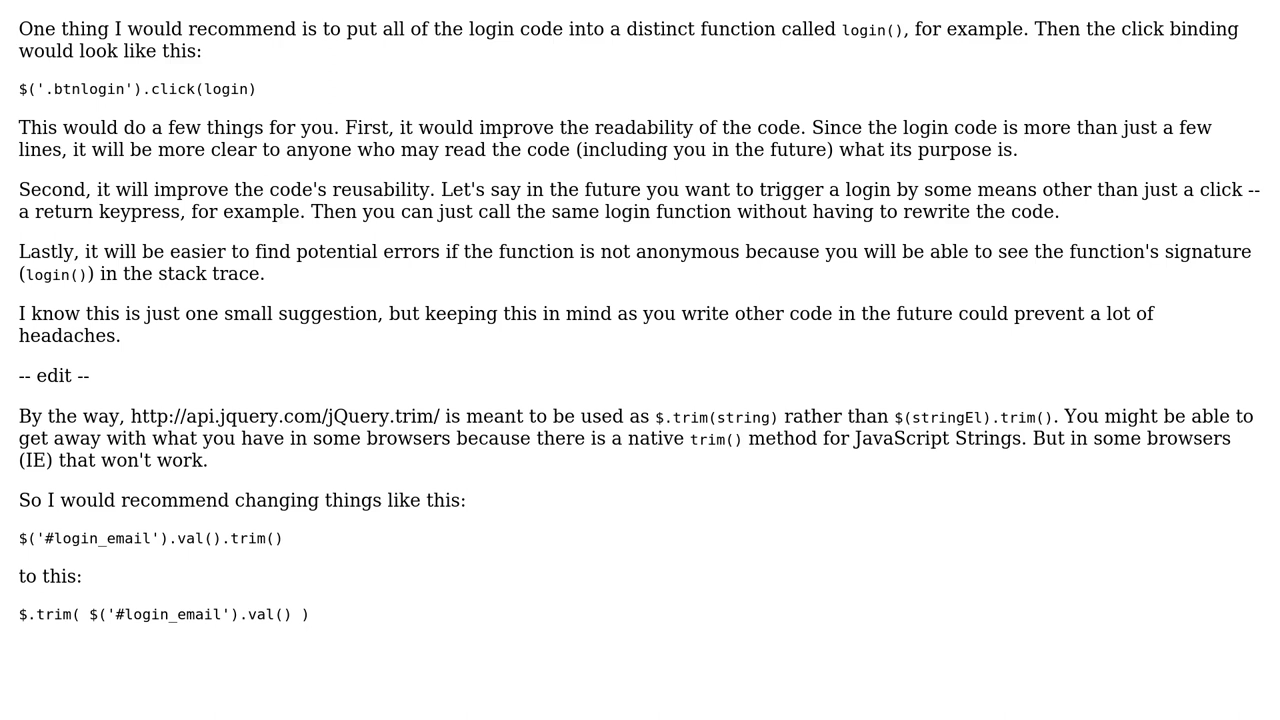 One thing I would recommend is to put all of the login code into a distinct function called login(), for example. Then the click binding
would look like this:
$('.btnlogin').click(login)
This would do a few things for you. First, it would improve the readability of the code. Since the login code is more than just a few
lines, it will be more clear to anyone who may read the code (including you in the future) what its purpose is.
Second, it will improve the code's reusability. Let's say in the future you want to trigger a login by some means other than just a click --
a return keypress, for example. Then you can just call the same login function without having to rewrite the code.
Lastly, it will be easier to find potential errors if the function is not anonymous because you will be able to see the function's signature
(login()) in the stack trace.
I know this is just one small suggestion, but keeping this in mind as you write other code in the future could prevent a lot of
headaches.
-- edit --
By the way, http://api.jquery.com/jQuery.trim/ is meant to be used as $.trim(string) rather than $(stringEl).trim(). You might be able to
get away with what you have in some browsers because there is a native trim() method for JavaScript Strings. But in some browsers
(IE) that won't work.
So I would recommend changing things like this:
$('#login_email').val().trim()
to this:
$.trim( $('#login_email').val() )